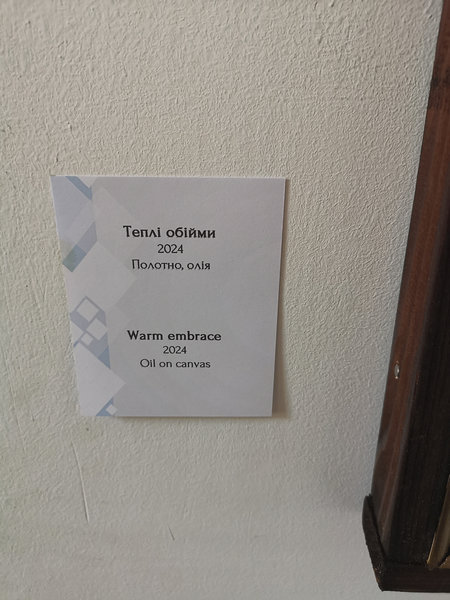 Теплі обійми
2024
Полотно, олія
Warm embrace
2024
Oil on canvas